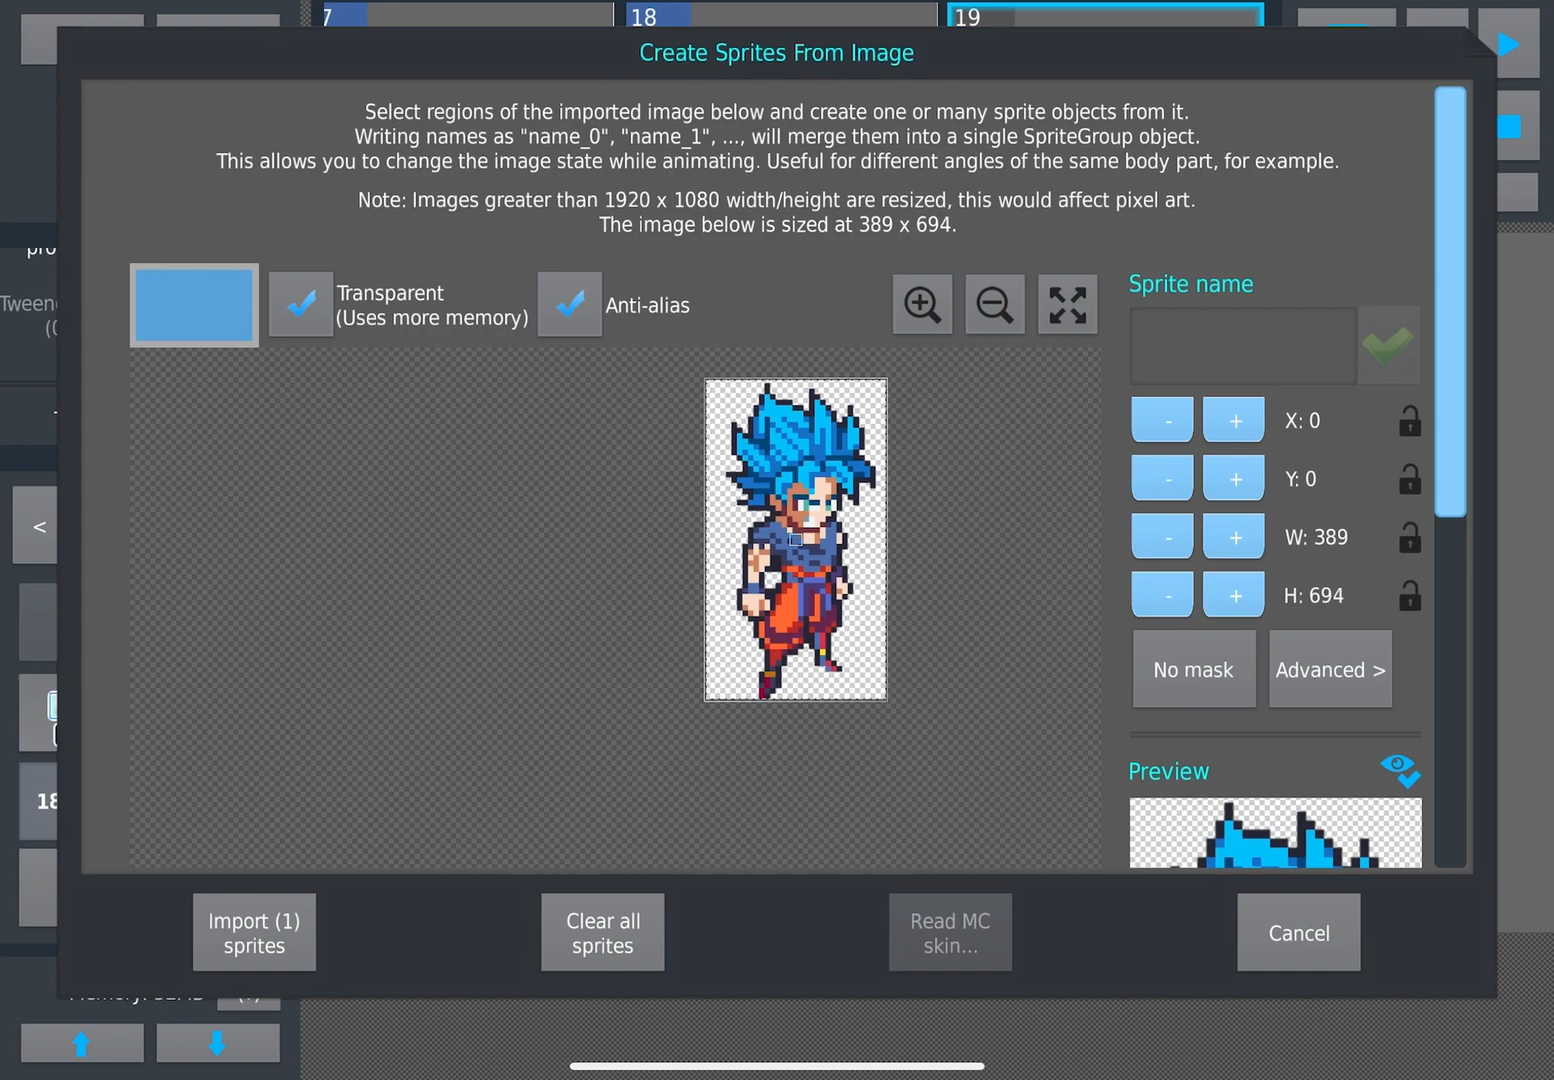 7
18
19
Create Sprites From Image
Select regions of the imported image below and create one or many sprite objects from it.
Writing names as "name_0", "name_1", ..., will merge them into a single SpriteGroup object.
This allows you to change the image state while animating. Useful for different angles of the same body part, for example.
Note: Images greater than 1920 x 1080 width/height are resized, this would affect pixel art.
The image below is sized at 389 x 694.
Transparent
(Uses more memory)
Anti-alias
Sprite name
- + X: 0
- + Y: 0
- + W: 389
- + H: 694
No mask
Advanced >
Preview
<
18
Import (1)
sprites
Clear all
sprites
Read MC
skin...
Cancel